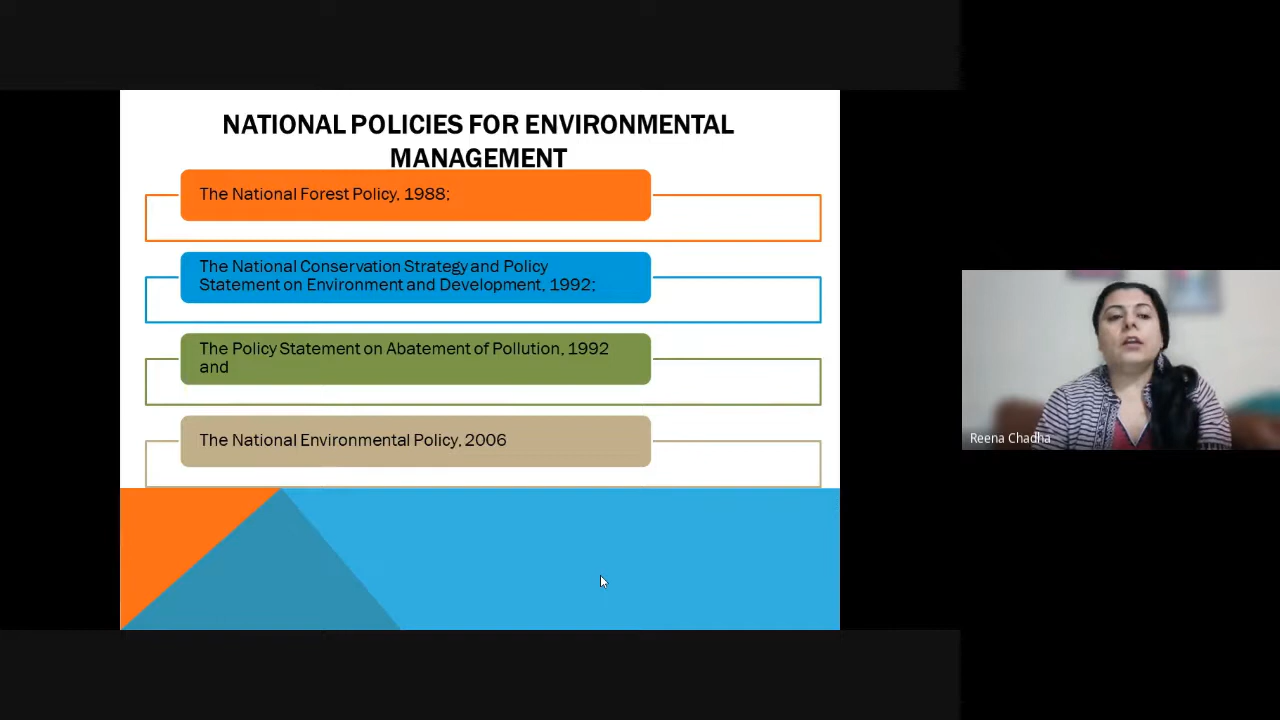 NATIONAL POLICIES FOR ENVIRONMENTAL
MANAGEMENT
The National Forest Policy, 1988;
The National Conservation Strategy and Policy
Statement on Environment and Development, 1992;
The Policy Statement on Abatement of Pollution, 1992
and
The National Environmental Policy, 2006
Reena Chadha